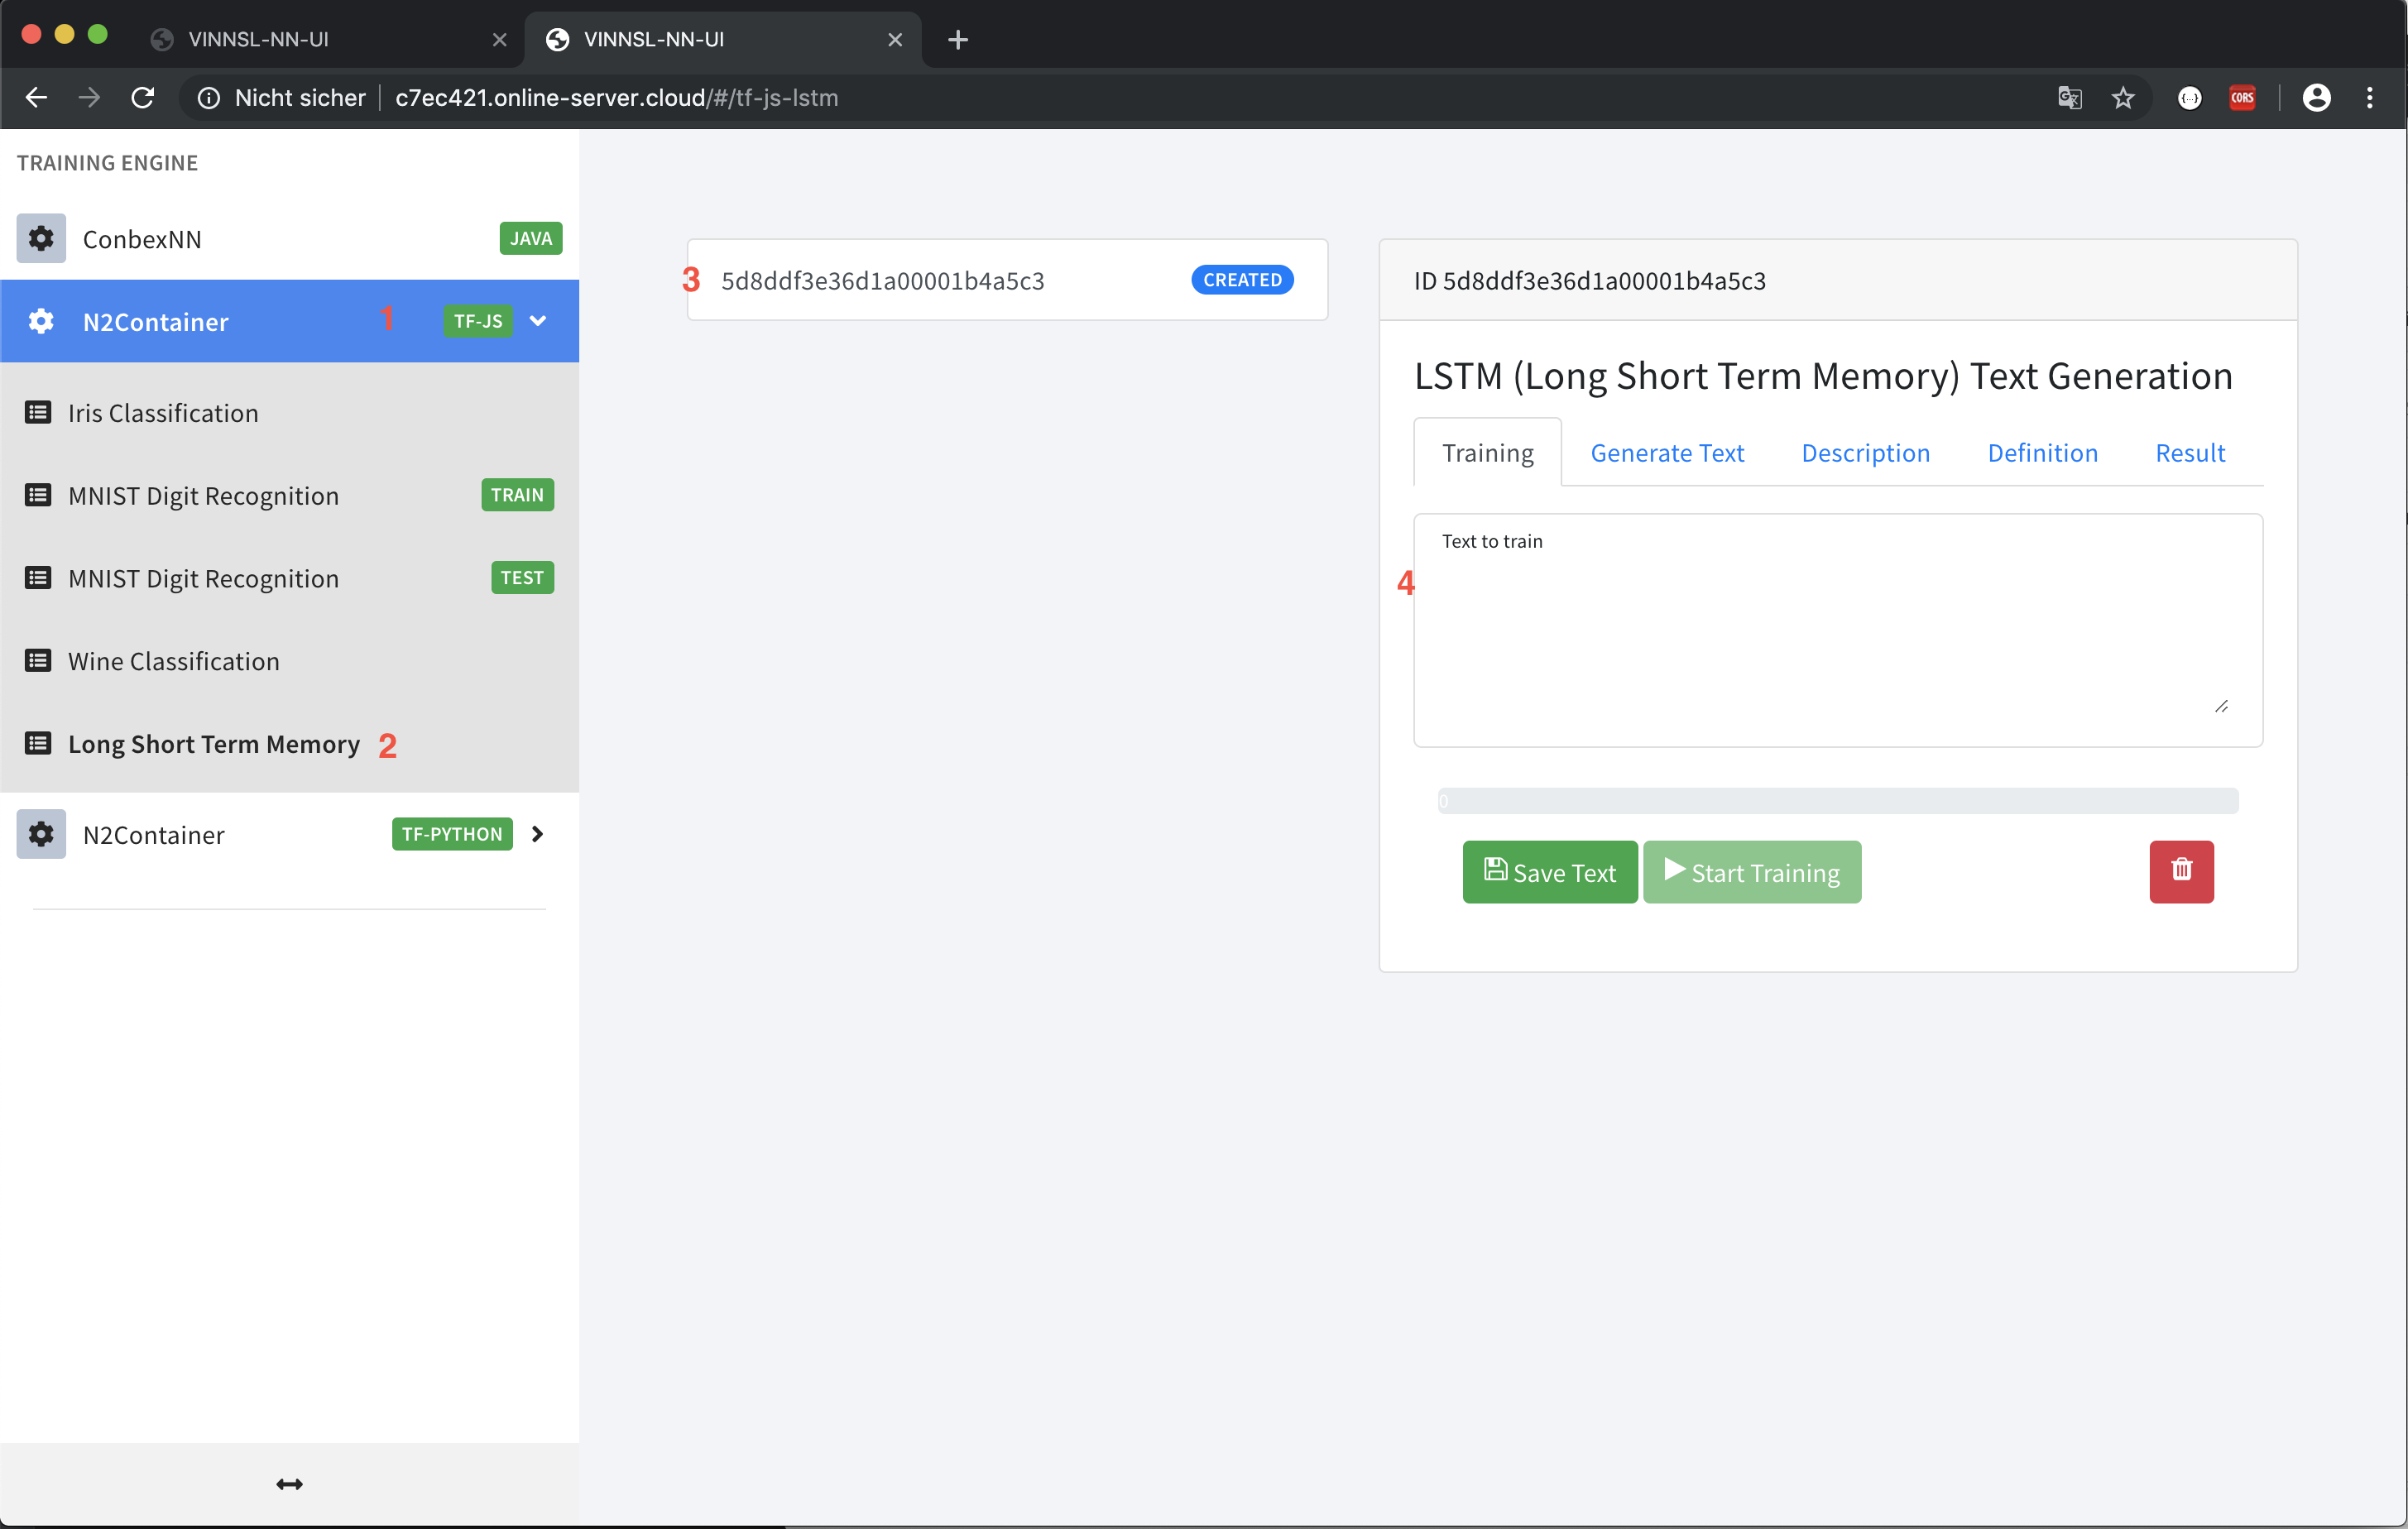 VINNSL-NN-UI
VINNSL-NN-UI
Nicht sicher c7ec421.online-server.cloud/#/tf-js-lstm
CORS
TRAINING ENGINE
ConbexNN JAVA
N2Container 1 TF-JS
Iris Classification
MNIST Digit Recognition TRAIN
MNIST Digit Recognition TEST
Wine Classification
Long Short Term Memory 2
N2Container TF-PYTHON
3 5d8ddf3e36d1a00001b4a5c3 CREATED
ID 5d8ddf3e36d1a00001b4a5c3
LSTM (Long Short Term Memory) Text Generation
Training Generate Text Description Definition Result
Text to train
4
0
Save Text Start Training